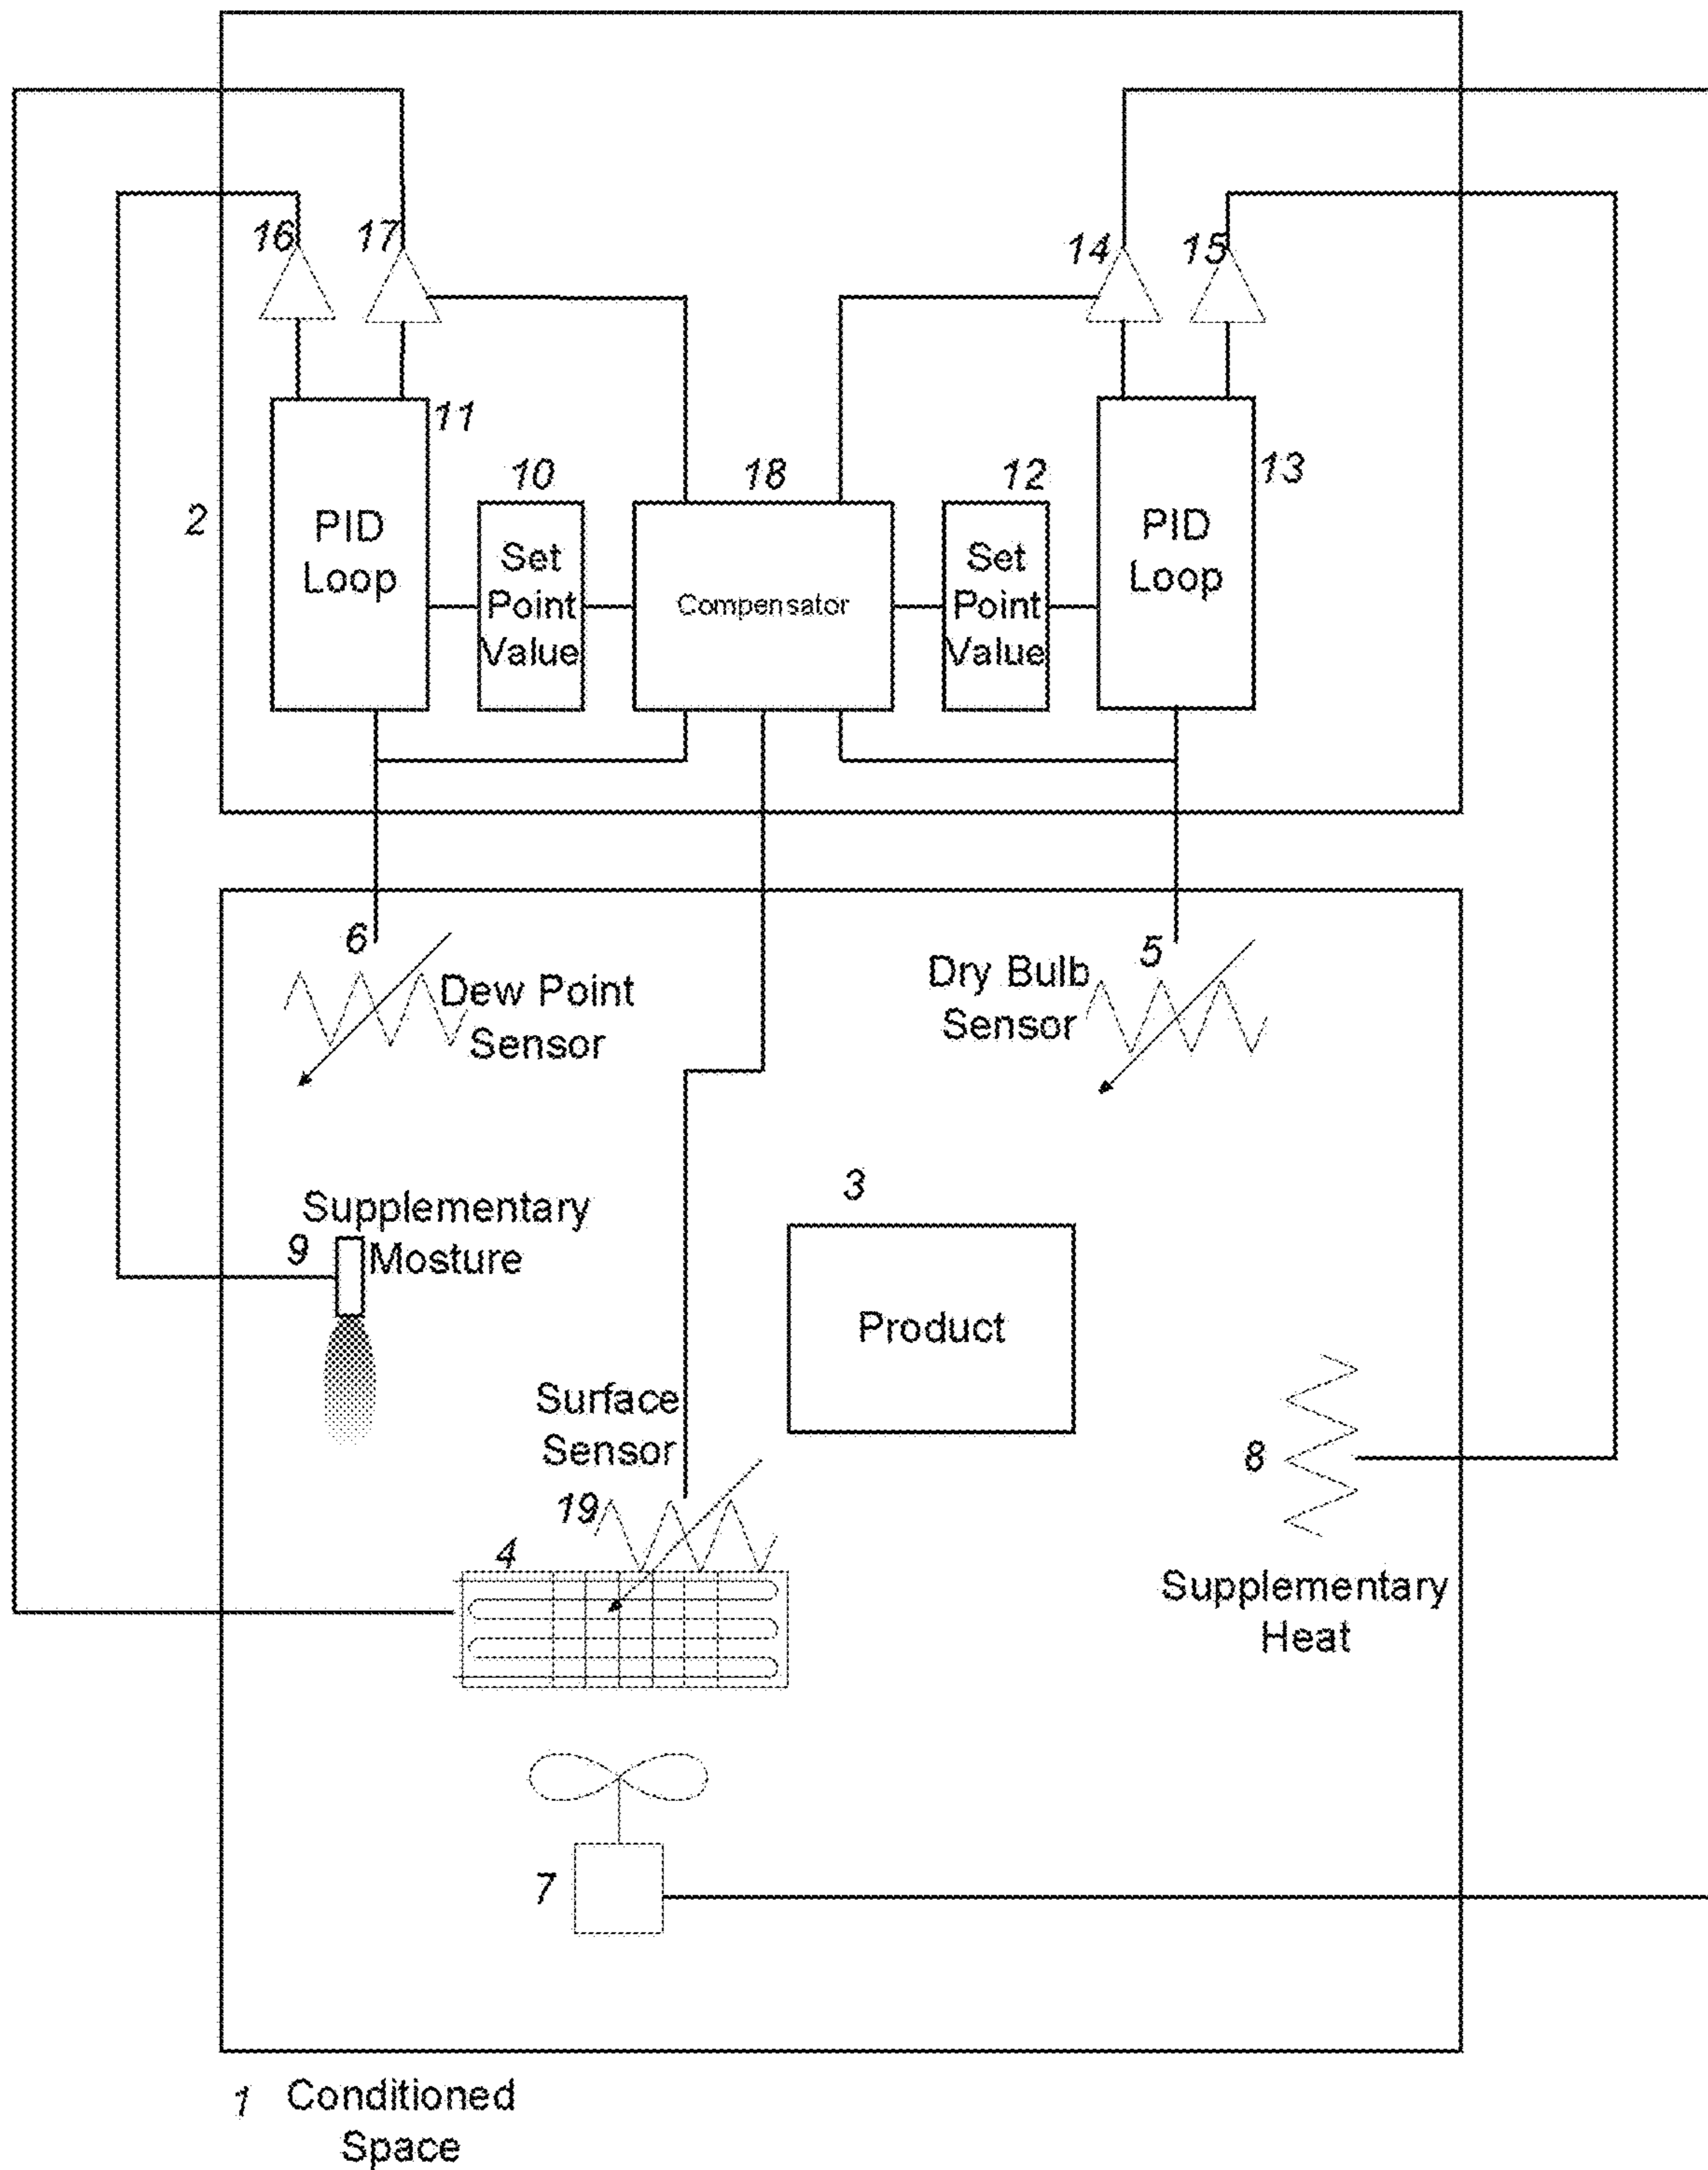 16
17
14
15
11
10
18
12
13
2
PID
Loop
Set
Point
Value
Compensator
Set
Point
Value
PID
Loop
6
Dew Point
Sensor
Dry Bulb
Sensor
5
3
Supplementary
9
Mosture
Product
Surface
Sensor
19
8
4
Supplementary
Heat
7
1 Conditioned
Space